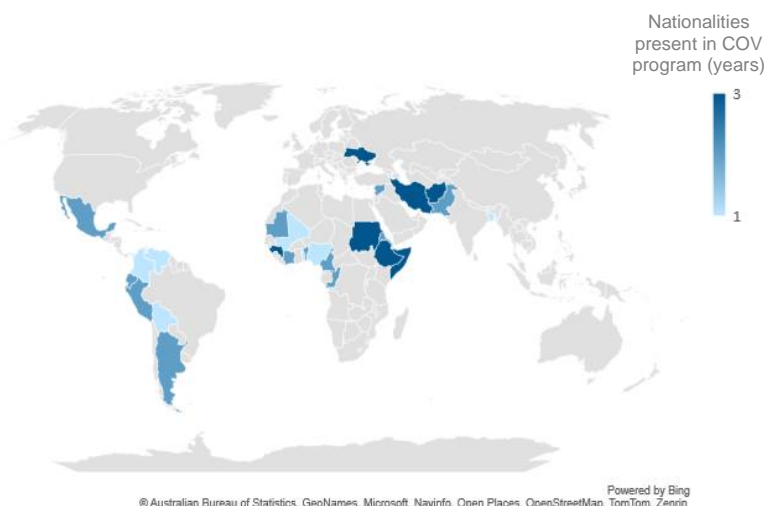 Nationalities
present in COV
program (years)
3
1
Powered by Bing
© Australian Bureau of Statistics, GeoNames, Microsoft, Navinfo, Open Places, OpenStreetMap, TomTom, Zenrin